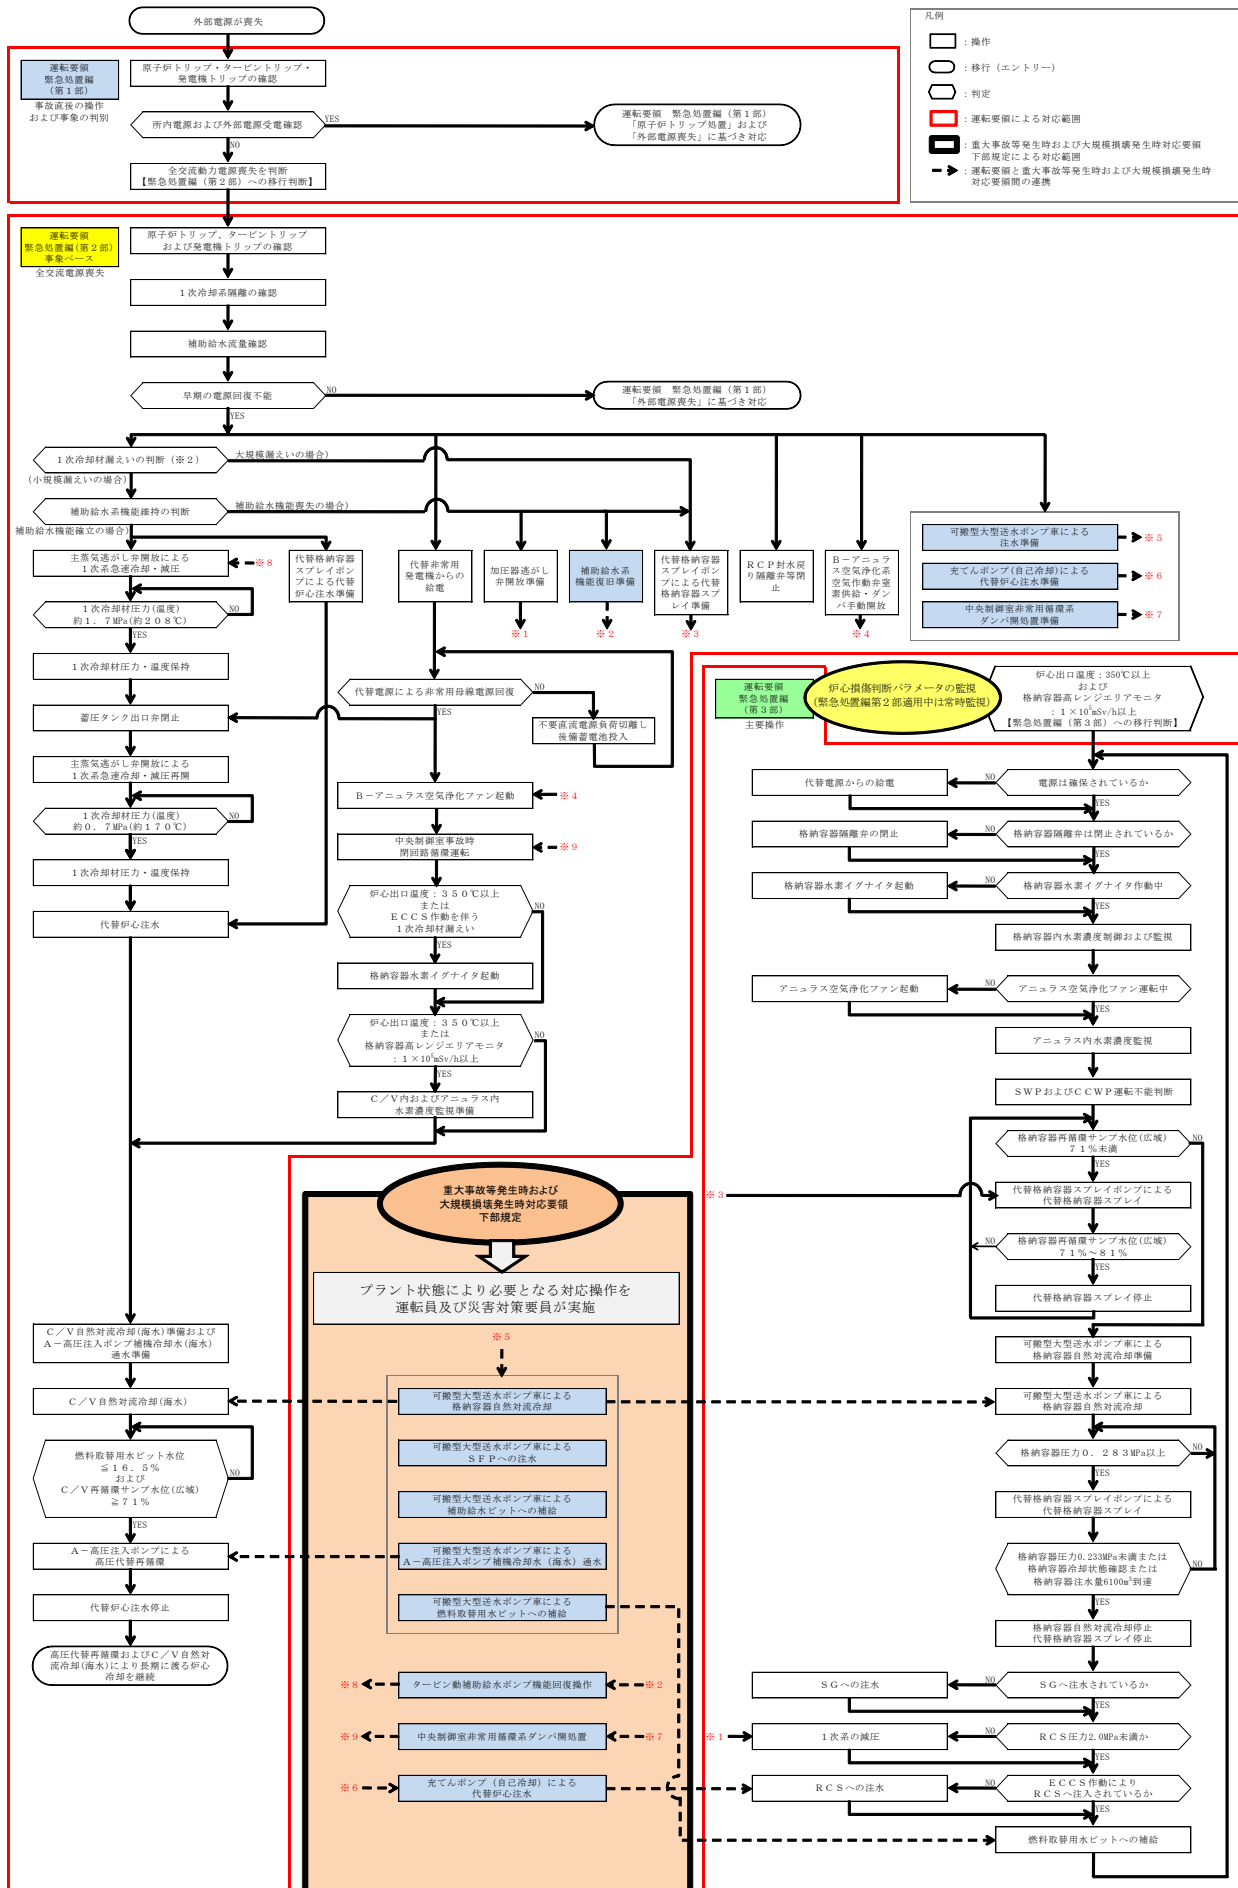 外部電源が喪失
凡例
：操作
：移行（エントリー）
：判定
：運転要領による対応範囲
：重大事故等発生時および大規模損壊発生時対応要領
下部規定による対応範囲
：運転要領と重大事故等発生時および大規模損壊発生時
対応要領間の連携
運転要領
緊急処置編
（第１部）
事故直後の操作
および事象の判別
原子炉トリップ・タービントリップ・
発電機トリップの確認
所内電源および外部電源受電確認
YES
運転要領　緊急処置編（第１部）
「原子炉トリップ処置」および
「外部電源喪失」に基づき対応
NO
全交流動力電源喪失を判断
【緊急処置編（第２部）への移行判断】
運転要領
緊急処置編(第２部)
事象ベース
全交流電源喪失
原子炉トリップ、タービントリップ
および発電機トリップの確認
１次冷却系隔離の確認
補助給水流量確認
早期の電源回復不能
NO
運転要領　緊急処置編（第１部）
「外部電源喪失」に基づき対応
YES
１次冷却材漏えいの判断（※２）
大規模漏えいの場合)
(小規模漏えいの場合)
補助給水系機能維持の判断
補助給水機能喪失の場合)
補助給水機能確立の場合)
主蒸気逃がし弁開放による
１次系急速冷却・減圧
※８
代替格納容器
スプレイポンプ
による代替
炉心注水準備
代替非常用
発電機からの
給電
加圧器逃がし
弁開放準備
※１
補助給水系
機能復旧準備
※２
代替格納容器
スプレイポン
プによる代替
格納容器スプ
レイ準備
※３
ＲＣＰ封水戻
り隔離弁等閉
止
Ｂ－アニュラ
ス空気浄化系
空気作動弁窒
素供給・ダン
パ手動開放
※４
可搬型大型送水ポンプ車による
注水準備
※５
充てんポンプ(自己冷却)による
代替炉心注水準備
※６
中央制御室非常用循環系
ダンパ開処置準備
※７
１次冷却材圧力(温度)
約１．７MPa(約２０８℃)
NO
YES
１次冷却材圧力・温度保持
蓄圧タンク出口弁閉止
主蒸気逃がし弁開放による
１次系急速冷却・減圧再開
１次冷却材圧力(温度)
約０．７MPa(約１７０℃)
NO
YES
１次冷却材圧力・温度保持
代替炉心注水
代替電源による非常用母線電源回復
NO
YES
不要直流電源負荷切離し
後備蓄電池投入
Ｂ－アニュラス空気浄化ファン起動
※４
中央制御室事故時
閉回路循環運転
※９
炉心出口温度：３５０℃以上
または
ＥＣＣＳ作動を伴う
１次冷却材漏えい
NO
YES
格納容器水素イグナイタ起動
炉心出口温度：３５０℃以上
または
格納容器高レンジエリアモニタ
：１×10⁵mSv/h以上
NO
YES
Ｃ／Ｖ内およびアニュラス内
水素濃度監視準備
運転要領
緊急処置編
（第３部）
主要操作
炉心損傷判断パラメータの監視
(緊急処置編第２部適用中は常時監視)
炉心出口温度：350℃以上
および
格納容器高レンジエリアモニタ
：１×10⁵mSv/h以上
【緊急処置編（第３部）への移行判断】
代替電源からの給電
NO
電源は確保されているか
YES
格納容器隔離弁の閉止
NO
格納容器隔離弁は閉止されているか
YES
格納容器水素イグナイタ起動
NO
格納容器水素イグナイタ作動中
YES
格納容器内水素濃度制御および監視
アニュラス空気浄化ファン起動
NO
アニュラス空気浄化ファン運転中
YES
アニュラス内水素濃度監視
ＳＷＰおよびＣＣＷＰ運転不能判断
格納容器再循環サンプ水位(広域)
７１％未満
NO
YES
※３
代替格納容器スプレイポンプによる
代替格納容器スプレイ
NO
格納容器再循環サンプ水位(広域)
７１％～８１％
YES
代替格納容器スプレイ停止
可搬型大型送水ポンプ車による
格納容器自然対流冷却準備
可搬型大型送水ポンプ車による
格納容器自然対流冷却
格納容器圧力０．２８３MPa以上
NO
YES
代替格納容器スプレイポンプによる
代替格納容器スプレイ
格納容器圧力0.233MPa未満または
格納容器冷却状態確認または
格納容器注水量6100m³到達
NO
YES
格納容器自然対流冷却停止
代替格納容器スプレイ停止
ＳＧへの注水
NO
ＳＧへ注水されているか
YES
※１
１次系の減圧
NO
ＲＣＳ圧力2.0MPa未満か
YES
ＲＣＳへの注水
NO
ＥＣＣＳ作動により
ＲＣＳへ注入されているか
YES
燃料取替用水ピットへの補給
重大事故等発生時および
大規模損壊発生時対応要領
下部規定
プラント状態により必要となる対応操作を
運転員及び災害対策要員が実施
※５
可搬型大型送水ポンプ車による
格納容器自然対流冷却
可搬型大型送水ポンプ車による
ＳＦＰへの注水
可搬型大型送水ポンプ車による
補助給水ピットへの補給
可搬型大型送水ポンプ車による
Ａ－高圧注入ポンプ補機冷却水（海水）通水
可搬型大型送水ポンプ車による
燃料取替用水ピットへの補給
※８
タービン動補助給水ポンプ機能回復操作
※２
※９
中央制御室非常用循環系ダンパ開処置
※７
※６
充てんポンプ（自己冷却）による
代替炉心注水
Ｃ／Ｖ自然対流冷却(海水)準備および
Ａ－高圧注入ポンプ補機冷却水(海水)
通水準備
Ｃ／Ｖ自然対流冷却(海水)
燃料取替用水ピット水位
≦１６．５％
および
Ｃ／Ｖ再循環サンプ水位(広域)
≧７１％
NO
YES
Ａ－高圧注入ポンプによる
高圧代替再循環
代替炉心注水停止
高圧代替再循環およびＣ／Ｖ自然対
流冷却(海水)により長期に渡る炉心
冷却を継続